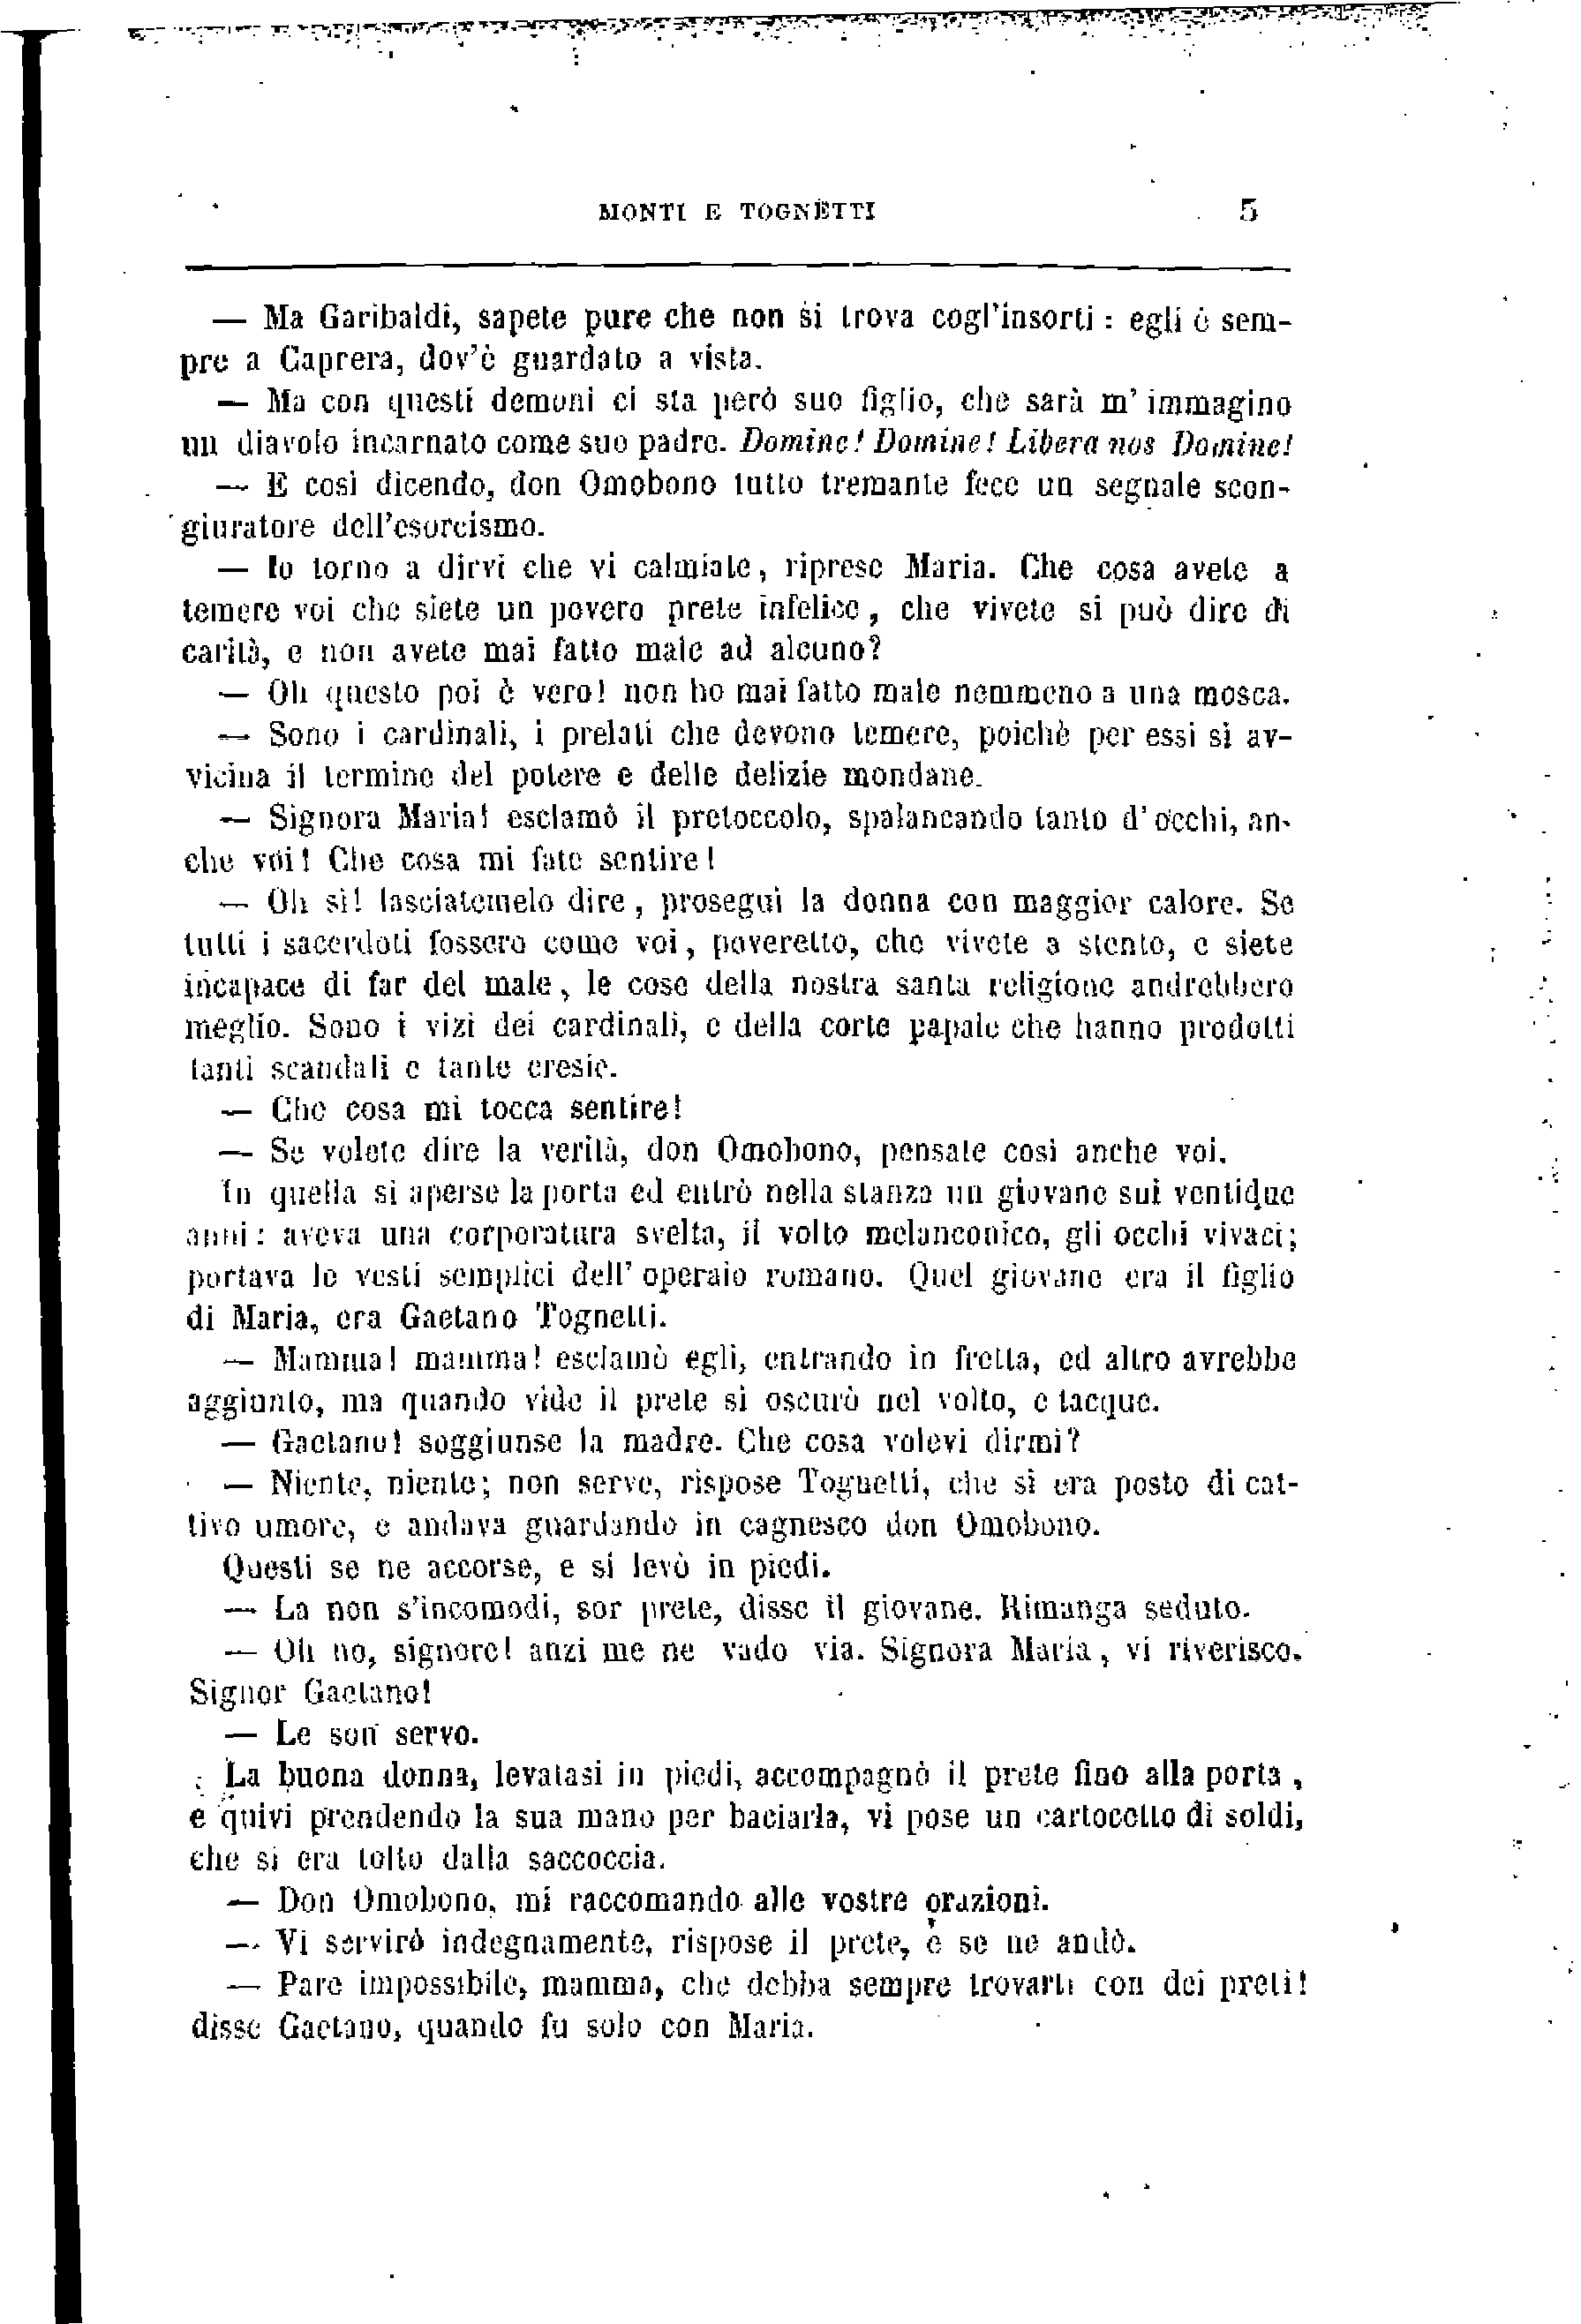 MONTI E TOGNETTI 5
— Ma Garibaldi, sapete pure che non si trova cogl'insorti : egli è sem-
pre a Caprera, dov'è guardato a vista.
— Ma con questi demoni ci sta però suo figlio, che sarà m' immagino
un diavolo incarnato come suo padre. Domine! Domine! Libera nos Domine!
— E così dicendo, don Omobono tutto tremante fece un segnale scon-
giuratore dell'esorcismo.
— Io torno a dirvi che vi calmiate, riprese Maria. Che cosa avete a
temere voi che siete un povero prete infelice, che vivete si può dire di
carità, e non avete mai fatto male ad alcuno?
— Oh questo poi è vero! non ho mai fatto male nemmeno a una mosca.
— Sono i cardinali, i prelati che devono temere, poichè per essi si av-
vicina il termine del potere e delle delizie mondane.
— Signora Maria! esclamò il pretoccolo, spalancando tanto d' occhi, an-
che voi! Che cosa mi fate sentire!
— Oh sì! lasciatemelo dire, proseguì la donna con maggior calore. Se
tutti i sacerdoti fossero come voi, poveretto, che vivete a stento, e siete
incapace di far del male, le cose della nostra santa religione andrebbero
meglio. Sono i vizi dei cardinali, e della corte papale che hanno prodotti
tanti scandali e tante eresie.
— Che cosa mi tocca sentire!
— Se volete dire la verità, don Omobono, pensate così anche voi.
In quella si aperse la porta ed entrò nella stanza un giovane sui ventidue
anni: aveva una corporatura svelta, il volto melanconico, gli occhi vivaci;
portava le vesti semplici dell' operaio romano. Quel giovane era il figlio
di Maria, era Gaetano Tognetti.
— Mamma! mamma! esclamò egli, entrando in fretta, ed altro avrebbe
aggiunto, ma quando vide il prete si oscurò nel volto, e tacque.
— Gaetano! soggiunse la madre. Che cosa volevi dirmi?
— Niente, niente; non serve, rispose Tognetti, che si era posto di cat-
tivo umore, e andava guardando in cagnesco don Omobono.
Questi se ne accorse, e si levò in piedi.
— La non s'incomodi, sor prete, disse il giovane. Rimanga seduto.
— Oh no, signore! anzi me ne vado via. Signora Maria, vi riverisco.
Signor Gaetano!
— Le son servo.
La buona donna, levatasi in piedi, accompagnò il prete fino alla porta,
e quivi prendendo la sua mano per baciarla, vi pose un cartocetto di soldi,
che si era tolto dalla saccoccia.
— Don Omobono, mi raccomando alle vostre orazioni.
— Vi servirò indegnamente, rispose il prete, e se ne andò.
— Pare impossibile, mamma, che debba sempre trovarti con dei preti!
disse Gaetano, quando fu solo con Maria.